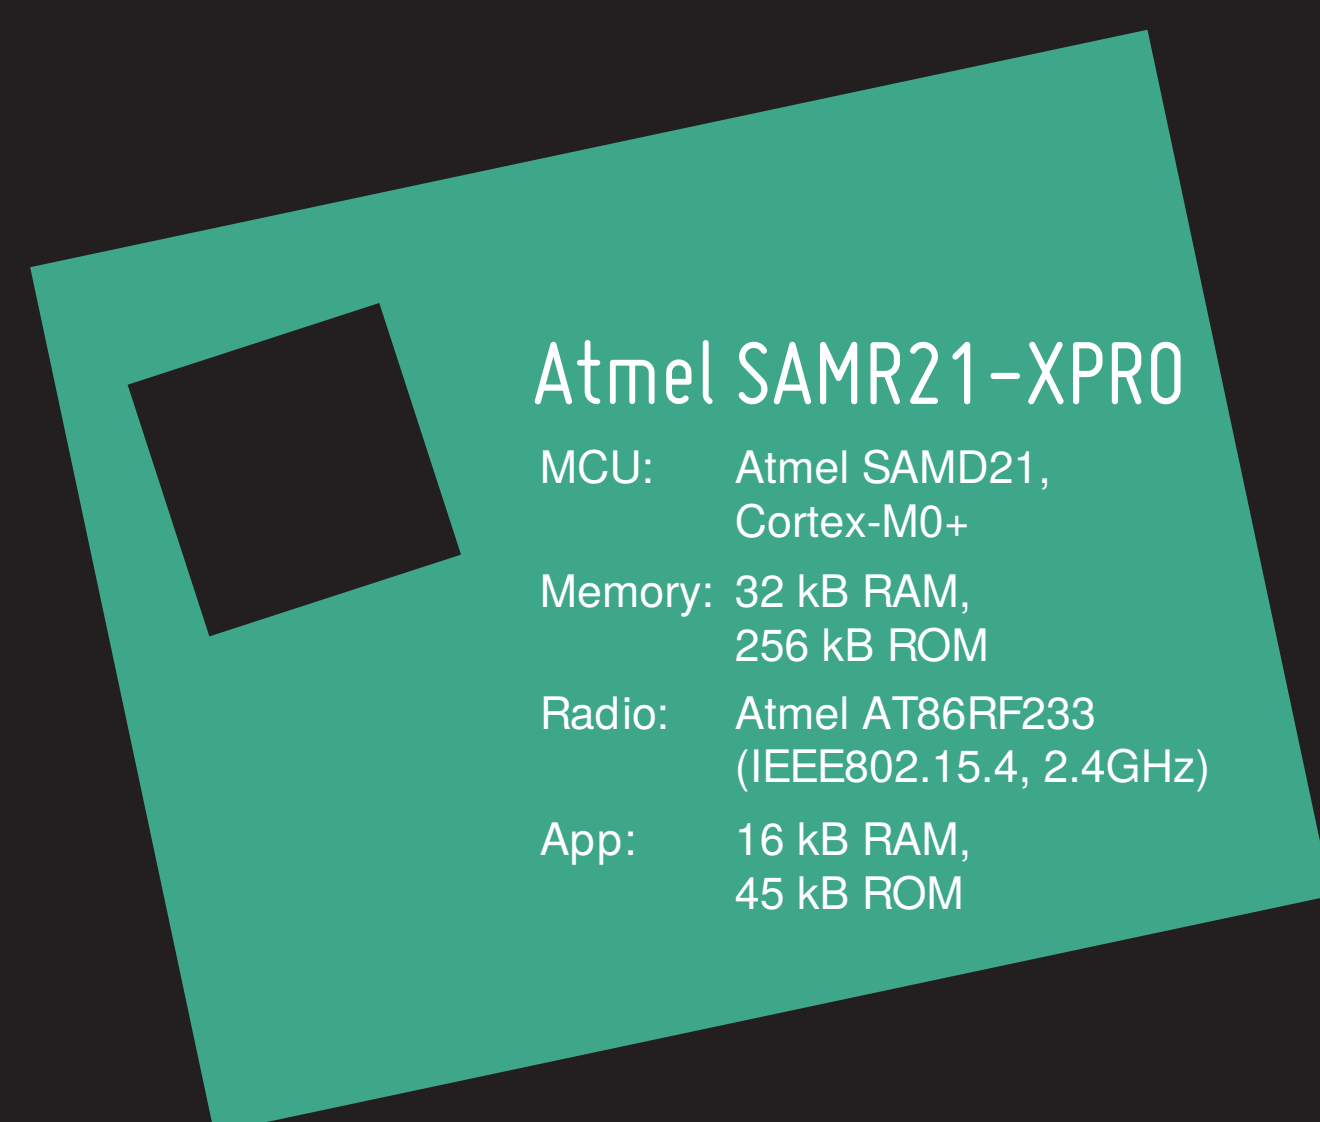 Atmel SAMR21-XPRO
MCU: Atmel SAMD21,
Cortex-M0+
Memory: 32 kB RAM,
256 kB ROM
Radio: Atmel AT86RF233
(IEEE802.15.4, 2.4GHz)
App: 16 kB RAM,
45 kB ROM